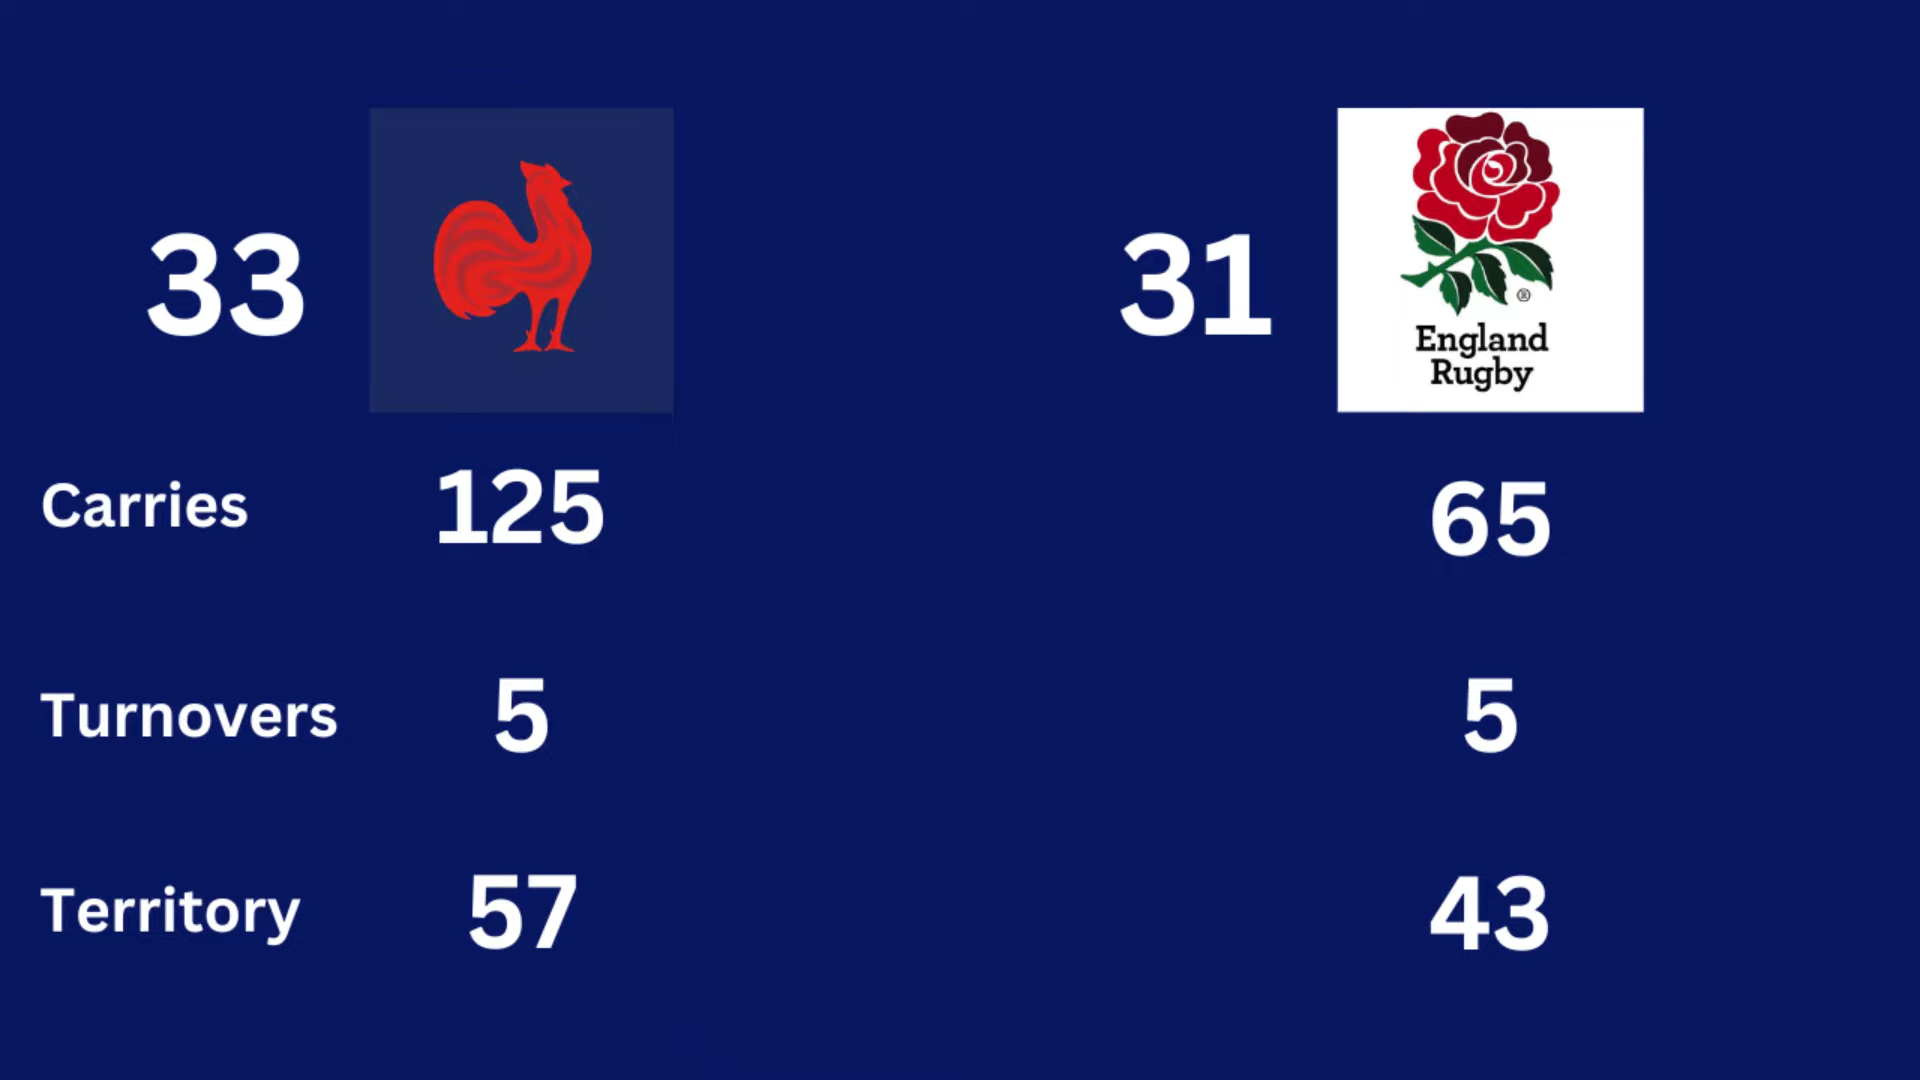 33
31
England
Rugby
®
Carries 125 65
Turnovers 5 5
Territory 57 43